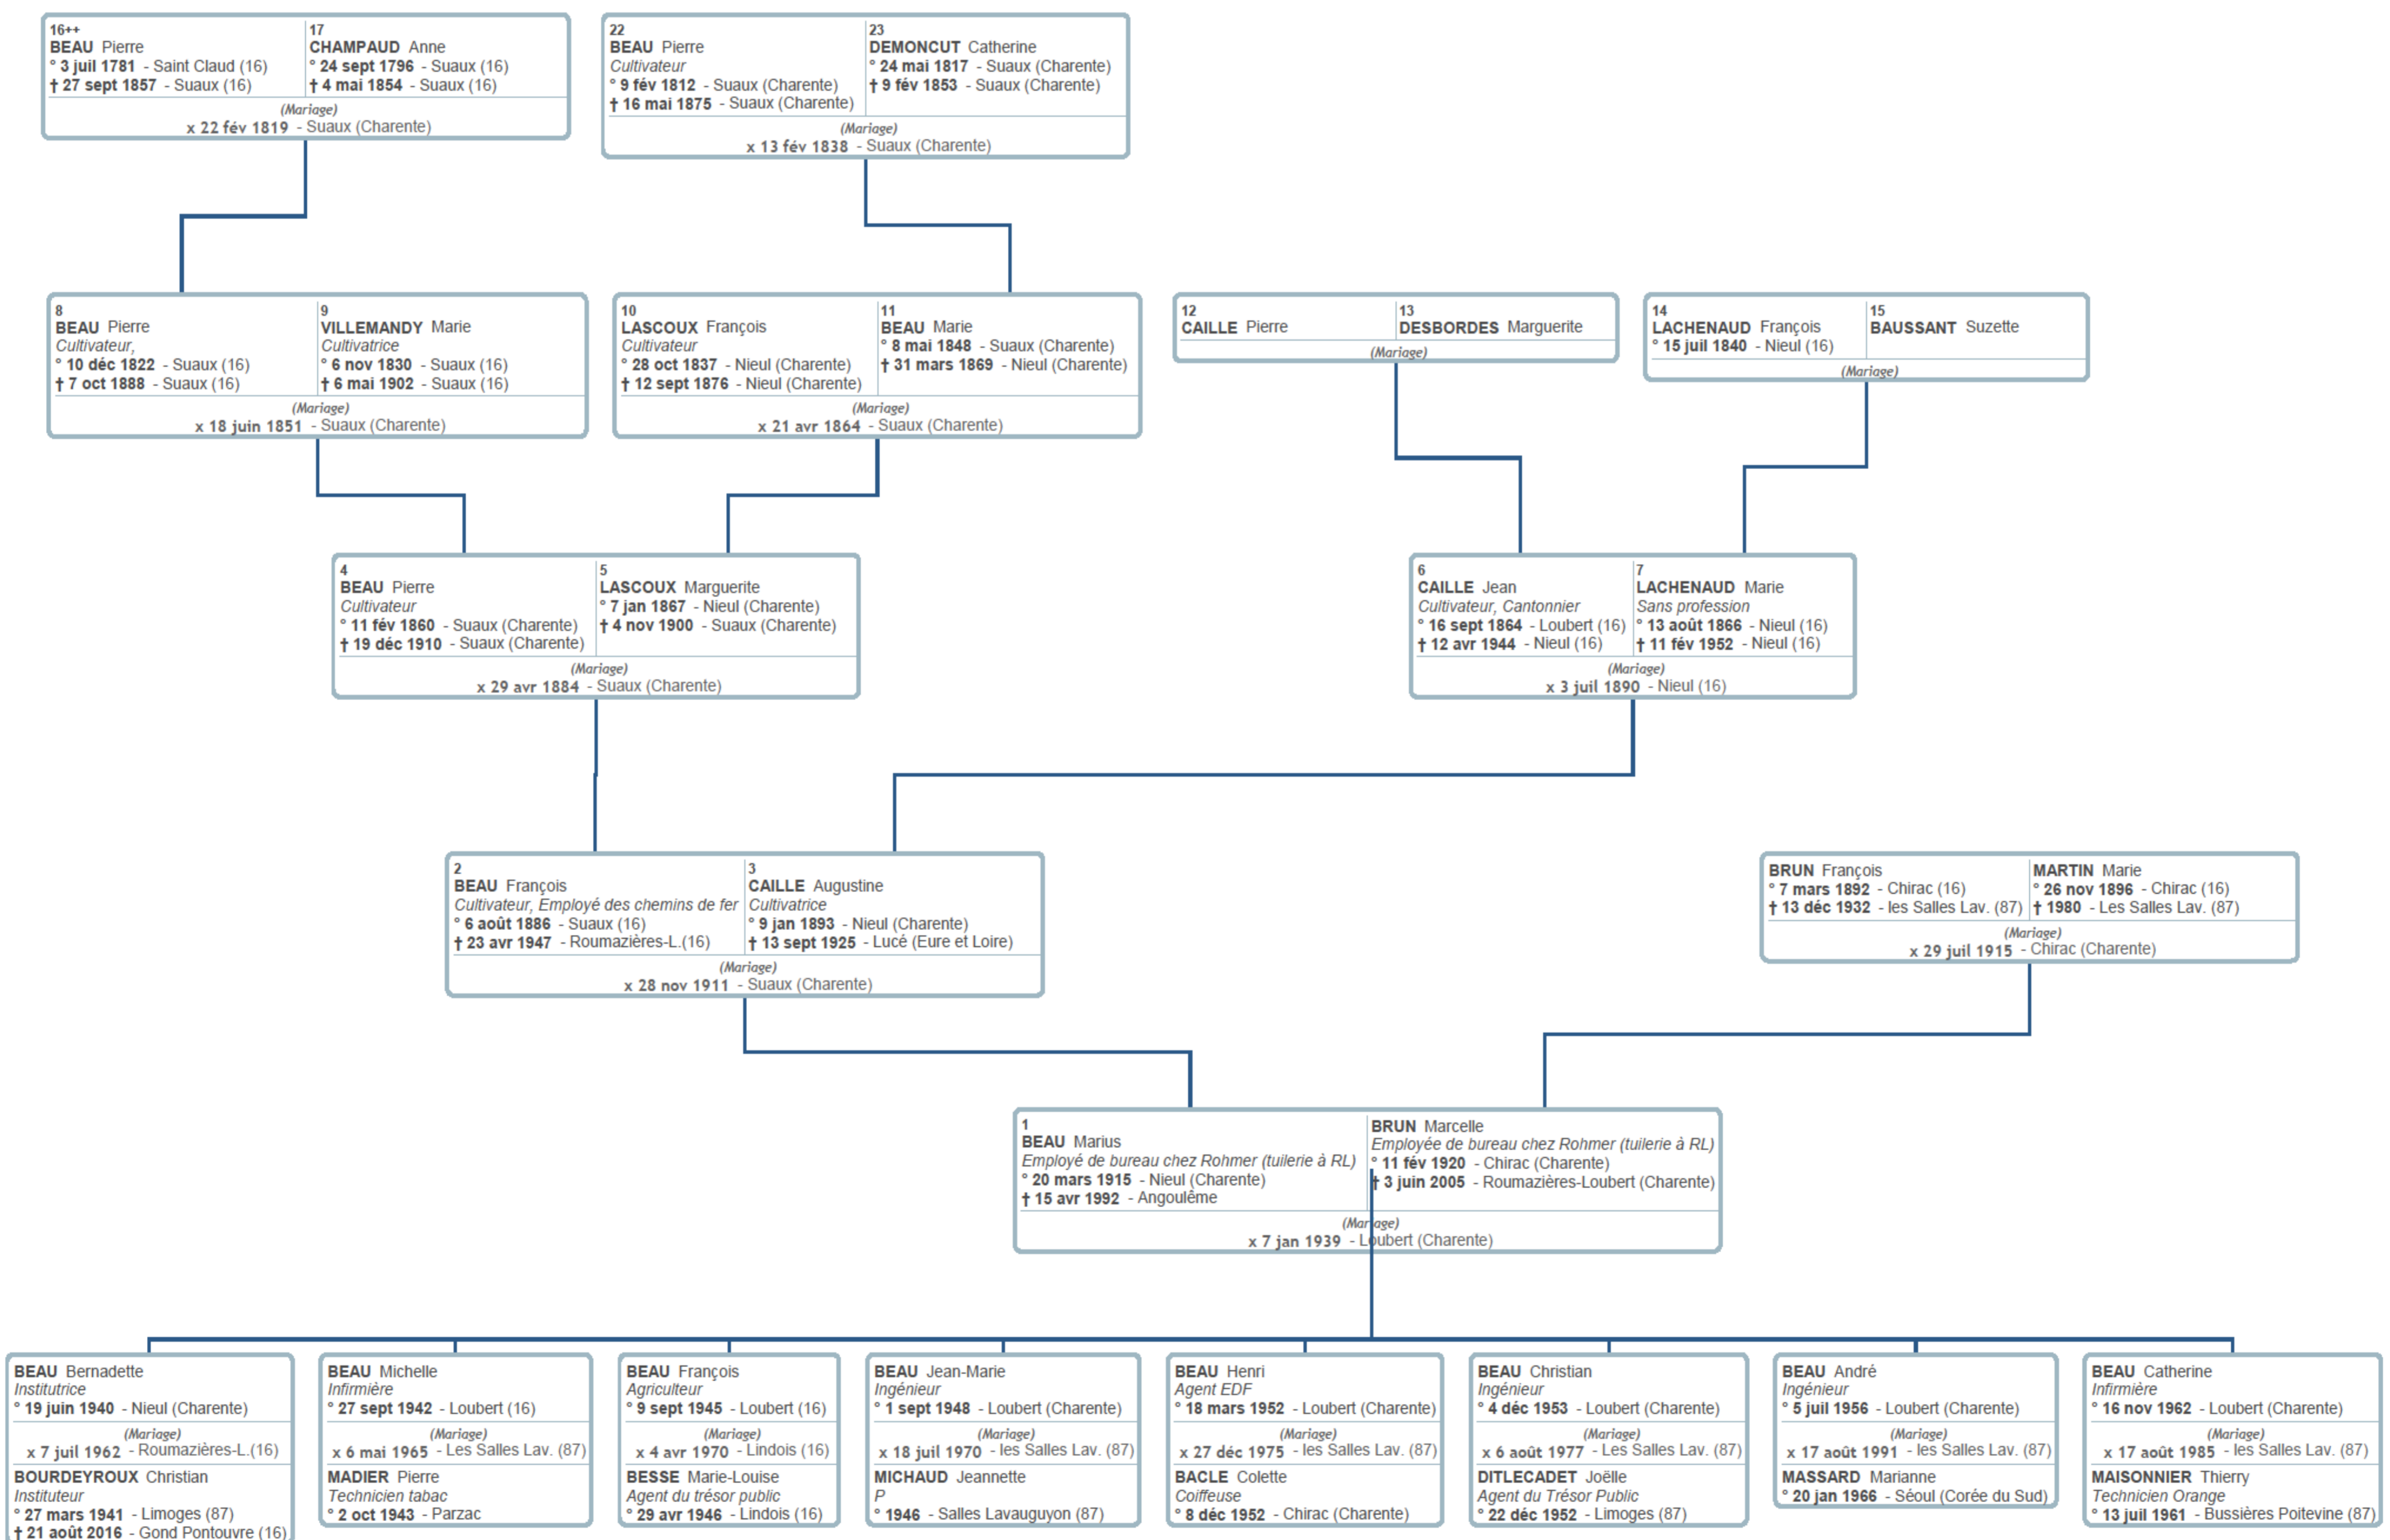 16++
BEAU Pierre
° 3 juil 1781 - Saint Claud (16)
† 27 sept 1857 - Suaux (16)
17
CHAMPAUD Anne
° 24 sept 1796 - Suaux (16)
† 4 mai 1854 - Suaux (16)
(Mariage)
x 22 fév 1819 - Suaux (Charente)
22
BEAU Pierre
Cultivateur
° 9 fév 1812 - Suaux (Charente)
† 16 mai 1875 - Suaux (Charente)
23
DEMONCUT Catherine
° 24 mai 1817 - Suaux (Charente)
† 9 fév 1853 - Suaux (Charente)
(Mariage)
x 13 fév 1838 - Suaux (Charente)
8
BEAU Pierre
Cultivateur,
° 10 déc 1822 - Suaux (16)
† 7 oct 1888 - Suaux (16)
9
VILLEMANDY Marie
Cultivatrice
° 6 nov 1830 - Suaux (16)
† 6 mai 1902 - Suaux (16)
(Mariage)
x 18 juin 1851 - Suaux (Charente)
10
LASCOUX François
Cultivateur
° 28 oct 1837 - Nieul (Charente)
† 12 sept 1876 - Nieul (Charente)
11
BEAU Marie
° 8 mai 1848 - Suaux (Charente)
† 31 mars 1869 - Nieul (Charente)
(Mariage)
x 21 avr 1864 - Suaux (Charente)
12
CAILLE Pierre
13
DESBORDES Marguerite
(Mariage)
14
LACHENAUD François
° 15 juil 1840 - Nieul (16)
15
BAUSSANT Suzette
(Mariage)
4
BEAU Pierre
Cultivateur
° 11 fév 1860 - Suaux (Charente)
† 19 déc 1910 - Suaux (Charente)
5
LASCOUX Marguerite
° 7 jan 1867 - Nieul (Charente)
† 4 nov 1900 - Suaux (Charente)
(Mariage)
x 29 avr 1884 - Suaux (Charente)
6
CAILLE Jean
Cultivateur, Cantonnier
° 16 sept 1864 - Loubert (16)
† 12 avr 1944 - Nieul (16)
7
LACHENAUD Marie
Sans profession
° 13 août 1866 - Nieul (16)
† 11 fév 1952 - Nieul (16)
(Mariage)
x 3 juil 1890 - Nieul (16)
2
BEAU François
Cultivateur, Employé des chemins de fer
° 6 août 1886 - Suaux (16)
† 23 avr 1947 - Roumazières-L.(16)
3
CAILLE Augustine
Cultivatrice
° 9 jan 1893 - Nieul (Charente)
† 13 sept 1925 - Lucé (Eure et Loire)
(Mariage)
x 28 nov 1911 - Suaux (Charente)
BRUN François
° 7 mars 1892 - Chirac (16)
† 13 déc 1932 - les Salles Lav. (87)
MARTIN Marie
° 26 nov 1896 - Chirac (16)
† 1980 - Les Salles Lav. (87)
(Mariage)
x 29 juil 1915 - Chirac (Charente)
1
BEAU Marius
Employé de bureau chez Rohmer (tuilerie à RL)
° 20 mars 1915 - Nieul (Charente)
† 15 avr 1992 - Angoulême
BRUN Marcelle
Employée de bureau chez Rohmer (tuilerie à RL)
° 11 fév 1920 - Chirac (Charente)
† 3 juin 2005 - Roumazières-Loubert (Charente)
(Mariage)
x 7 jan 1939 - Loubert (Charente)
BEAU Bernadette
Institutrice
° 19 juin 1940 - Nieul (Charente)
(Mariage)
x 7 juil 1962 - Roumazières-L.(16)
BOURDEYROUX Christian
Instituteur
° 27 mars 1941 - Limoges (87)
† 21 août 2016 - Gond Pontouvre (16)
BEAU Michelle
Infirmière
° 27 sept 1942 - Loubert (16)
(Mariage)
x 6 mai 1965 - Les Salles Lav. (87)
MADIER Pierre
Technicien tabac
° 2 oct 1943 - Parzac
BEAU François
Agriculteur
° 9 sept 1945 - Loubert (16)
(Mariage)
x 4 avr 1970 - Lindois (16)
BESSE Marie-Louise
Agent du trésor public
° 29 avr 1946 - Lindois (16)
BEAU Jean-Marie
Ingénieur
° 1 sept 1948 - Loubert (Charente)
(Mariage)
x 18 juil 1970 - les Salles Lav. (87)
MICHAUD Jeannette
P
° 1946 - Salles Lavauguyon (87)
BEAU Henri
Agent EDF
° 18 mars 1952 - Loubert (Charente)
(Mariage)
x 27 déc 1975 - les Salles Lav. (87)
BACLE Colette
Coiffeuse
° 8 déc 1952 - Chirac (Charente)
BEAU Christian
Ingénieur
° 4 déc 1953 - Loubert (Charente)
(Mariage)
x 6 août 1977 - Les Salles Lav. (87)
DITLECADET Joëlle
Agent du Trésor Public
° 22 déc 1952 - Limoges (87)
BEAU André
Ingénieur
° 5 juil 1956 - Loubert (Charente)
(Mariage)
x 17 août 1991 - les Salles Lav. (87)
MASSARD Marianne
° 20 jan 1966 - Séoul (Corée du Sud)
BEAU Catherine
Infirmière
° 16 nov 1962 - Loubert (Charente)
(Mariage)
x 17 août 1985 - les Salles Lav. (87)
MAISONNIER Thierry
Technicien Orange
° 13 juil 1961 - Bussières Poitevine (87)